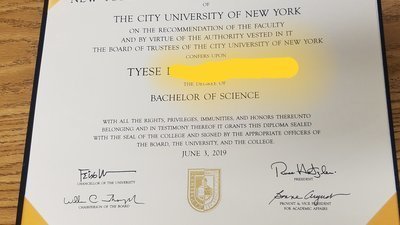 NEW
OF
THE CITY UNIVERSITY OF NEW YORK
ON THE RECOMMENDATION OF THE FACULTY
AND BY VIRTUE OF THE AUTHORITY VESTED IN IT
THE BOARD OF TRUSTEES OF THE CITY UNIVERSITY OF NEW YORK
CONFERS UPON
TYESE
THE DEGREE OF
BACHELOR OF SCIENCE
WITH ALL THE RIGHTS, PRIVILEGES, IMMUNITIES, AND HONORS THEREUNTO
BELONGING AND IN TESTIMONY THEREOF IT GRANTS THIS DIPLOMA SEALED
WITH THE SEAL OF THE COLLEGE AND SIGNED BY THE APPROPRIATE OFFICERS OF
THE BOARD, THE UNIVERSITY, AND THE COLLEGE.
JUNE 3, 2019
CHANCELLOR OF THE UNIVERSITY
PRESIDENT
CHAIRPERSON OF THE BOARD
PROVOST & VICE PRESIDENT
FOR ACADEMIC AFFAIRS